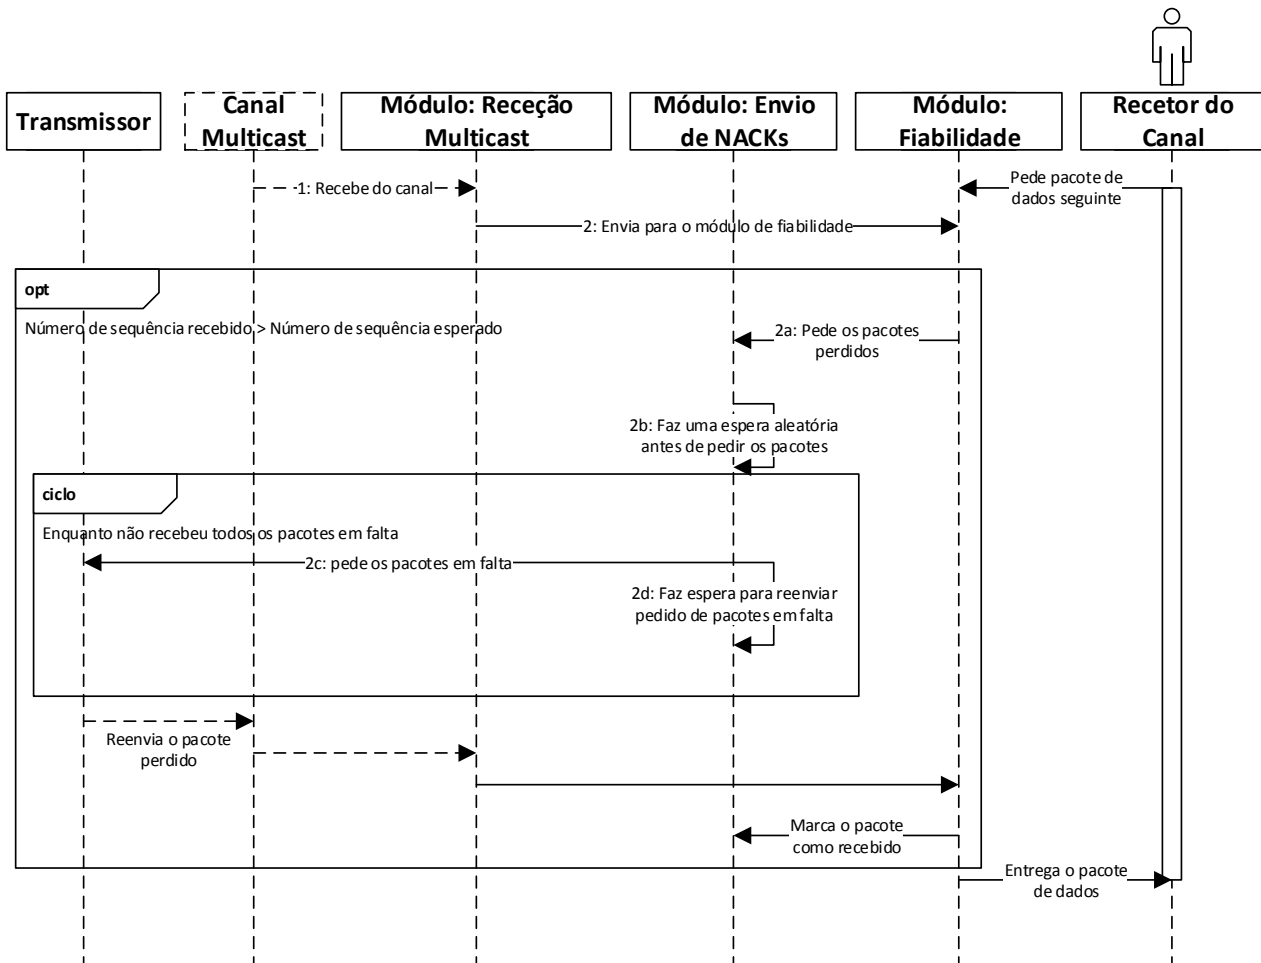 Transmissor
Canal
Multicast
Módulo: Receção
Multicast
Módulo: Envio
de NACKs
Módulo:
Fiabilidade
Recetor do
Canal
1: Recebe do canal
Pede pacote de
dados seguinte
2: Envia para o módulo de fiabilidade
opt
Número de sequência recebido > Número de sequência esperado
2a: Pede os pacotes
perdidos
2b: Faz uma espera aleatória
antes de pedir os pacotes
ciclo
Enquanto não recebeu todos os pacotes em falta
2c: pede os pacotes em falta
2d: Faz espera para reenviar
pedido de pacotes em falta
Reenvia o pacote
perdido
Marca o pacote
como recebido
Entrega o pacote
de dados